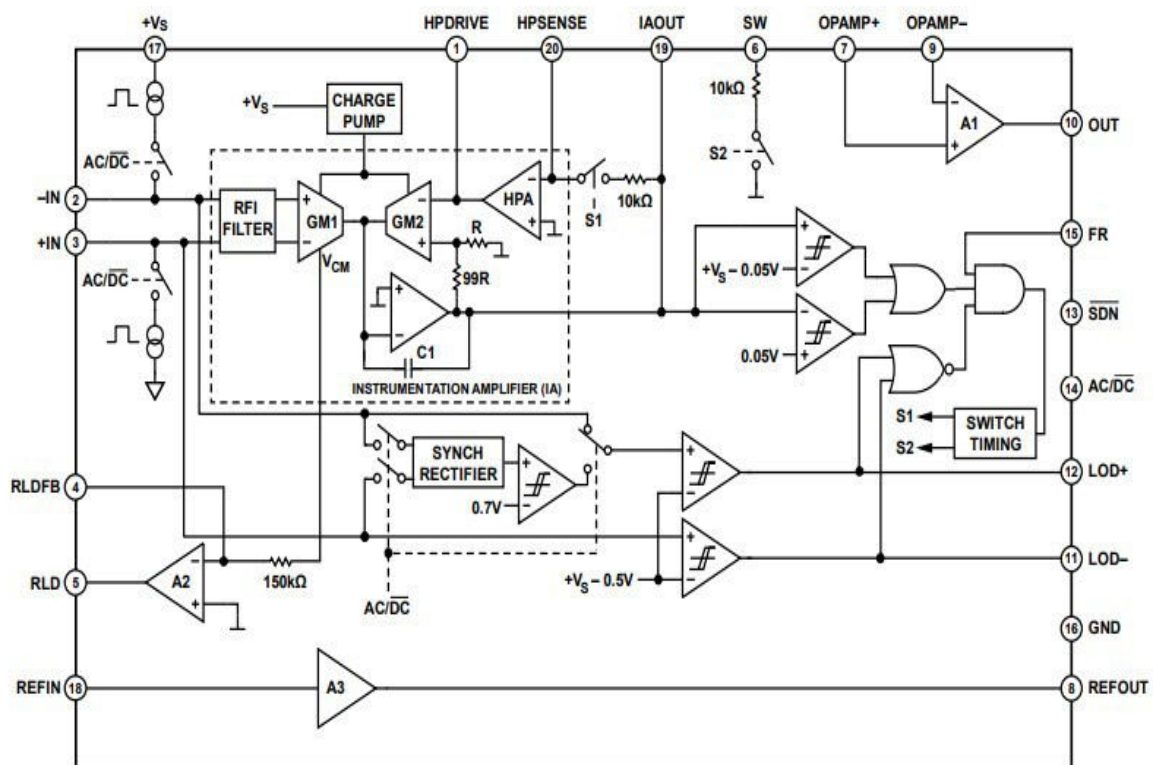 +VS HPDRIVE HPSENSE IAOUT SW OPAMP+ OPAMP–
17 1 20 19 6 7 9
10kΩ
+VS CHARGE PUMP
A1 10 OUT
S2
AC/DC
HPA
S1 10kΩ
–IN 2
RFI FILTER
GM1 GM2
R
15 FR
+IN 3
VCM
+VS – 0.05V
AC/DC
99R
13 SDN
C1
0.05V
INSTRUMENTATION AMPLIFIER (IA)
14 AC/DC
S1
S2
SWITCH TIMING
SYNCH RECTIFIER
12 LOD+
RLDFB 4
0.7V
11 LOD–
RLD 5
A2
150kΩ
+VS – 0.5V
AC/DC
16 GND
REFIN 18
A3
8 REFOUT